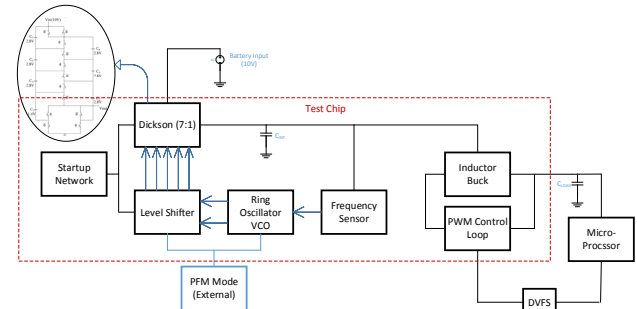 Battery Input
(10V)
Test Chip
Dickson (7:1)
Startup
Network
Level Shifter
Ring
Oscillator
VCO
Frequency
Sensor
Inductor
Buck
PWM Control
Loop
Micro-
Procssor
PFM Mode
(External)
DVFS